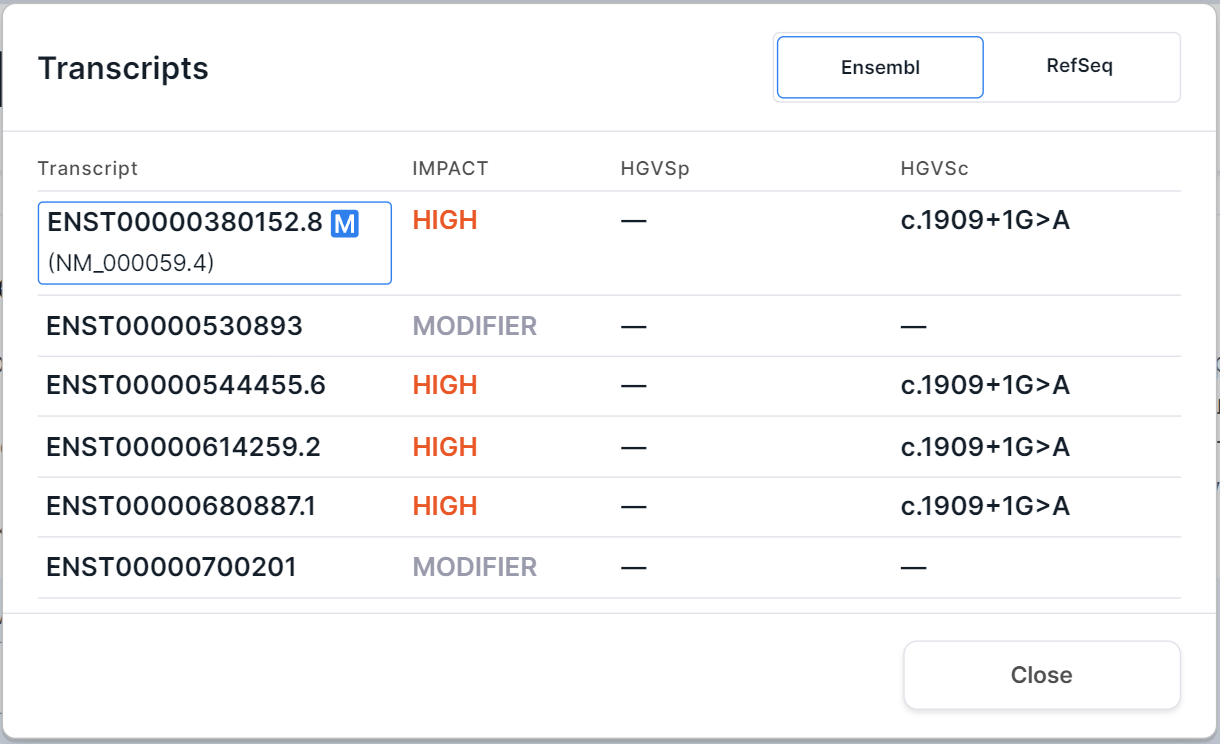 Transcripts
Ensembl
RefSeq
Transcript IMPACT HGVSp HGVSc
ENST00000380152.8 M HIGH — c.1909+1G>A
(NM_000059.4)
ENST00000530893 MODIFIER — —
ENST00000544455.6 HIGH — c.1909+1G>A
ENST00000614259.2 HIGH — c.1909+1G>A
ENST00000680887.1 HIGH — c.1909+1G>A
ENST00000700201 MODIFIER — —
Close